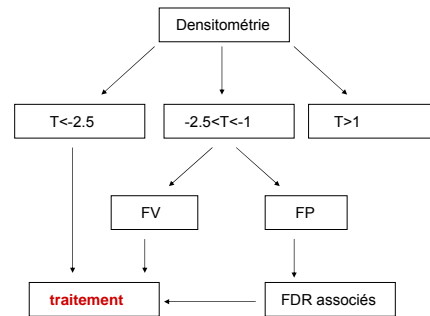 Densitométrie
T<-2.5
-2.5<T<-1
T>1
FV
FP
traitement
FDR associés